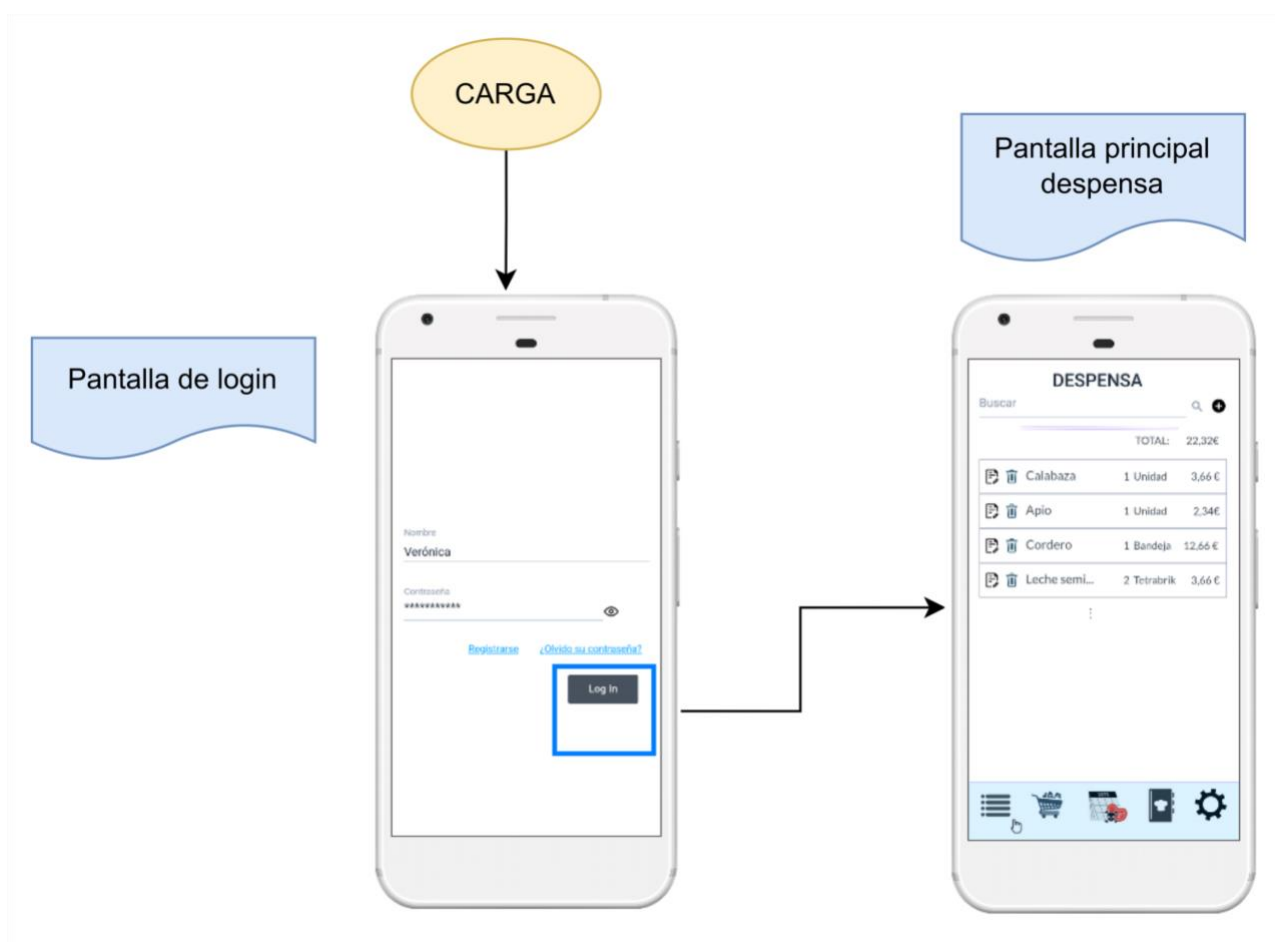 CARGA
Pantalla principal
despensa
Pantalla de login
Nombre
Verónica
Contraseña
***********
Registrarse ¿Olvido su contraseña?
Log In
DESPENSA
Buscar
TOTAL: 22,32€
Calabaza 1 Unidad 3,66 €
Apio 1 Unidad 2,34€
Cordero 1 Bandeja 12,66 €
Leche semi... 2 Tetrabrik 3,66 €